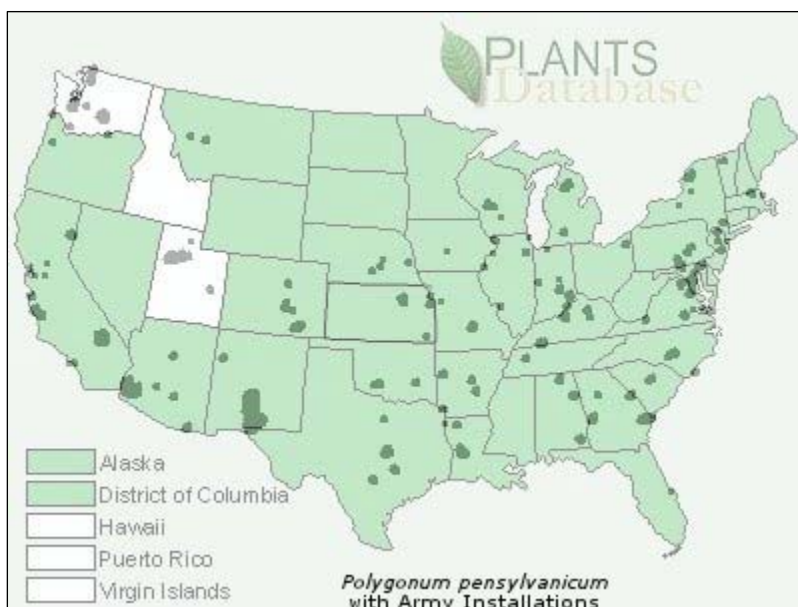 PLANTS
Database
Alaska
District of Columbia
Hawaii
Puerto Rico
Virgin Islands
Polygonum pensylvanicum
with Army Installations